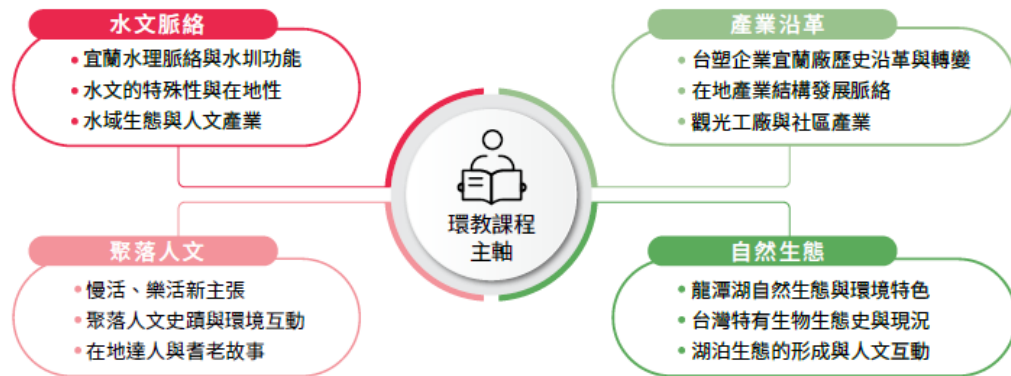 水文脈絡
宜蘭水理脈絡與水圳功能
水文的特殊性與在地性
水域生態與人文產業
產業沿革
台塑企業宜蘭廠歷史沿革與轉變
在地產業結構發展脈絡
觀光工廠與社區產業
環教課程
主軸
聚落人文
慢活、樂活新主張
聚落人文史蹟與環境互動
在地達人與耆老故事
自然生態
龍潭湖自然生態與環境特色
台灣特有生物生態史與現況
湖泊生態的形成與人文互動